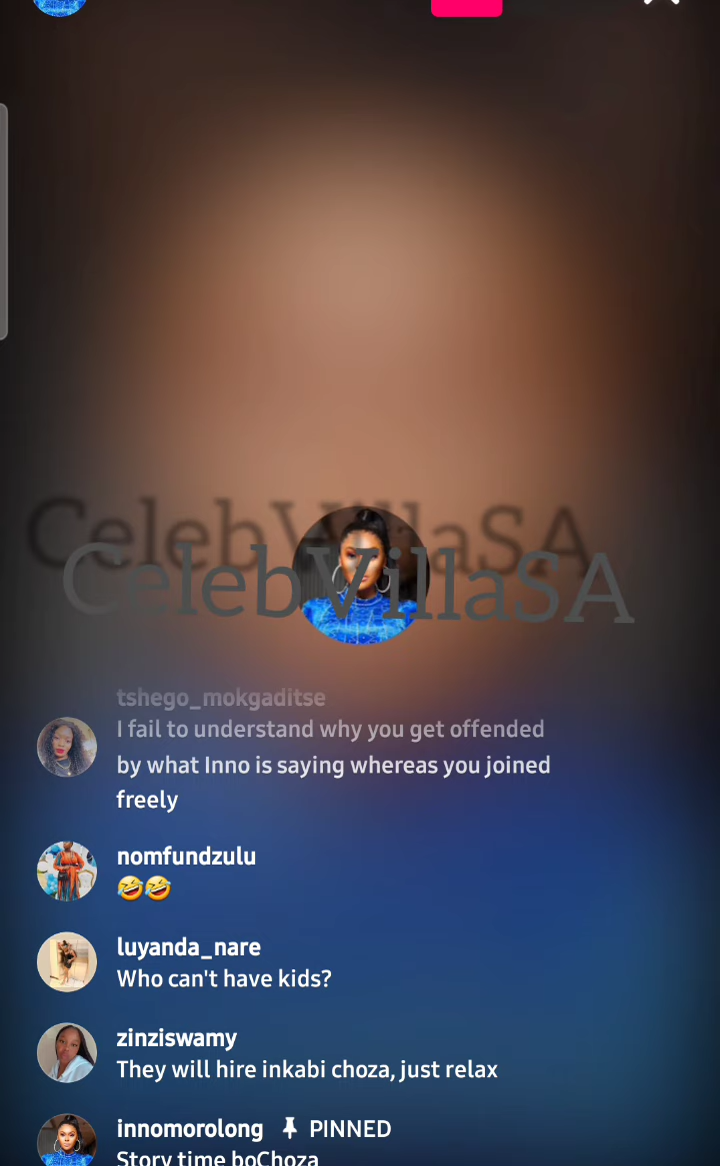 CelebVillaSA
CelebVillaSA
tshego_mokgaditse
I fail to understand why you get offended
by what Inno is saying whereas you joined
freely
nomfundzulu
🤣🤣
luyanda_nare
Who can't have kids?
zinziswamy
They will hire inkabi choza, just relax
innomorolong PINNED
Story time boChoza